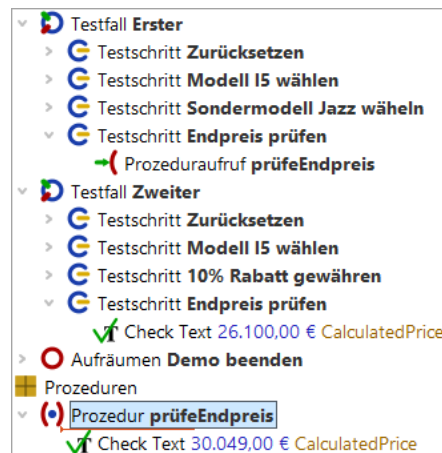 Testfall Erster
Testschritt Zurücksetzen
Testschritt Modell I5 wählen
Testschritt Sondermodell Jazz wäheln
Testschritt Endpreis prüfen
Prozeduraufruf prüfeEndpreis
Testfall Zweiter
Testschritt Zurücksetzen
Testschritt Modell I5 wählen
Testschritt 10% Rabatt gewähren
Testschritt Endpreis prüfen
Check Text 26.100,00 € CalculatedPrice
Aufräumen Demo beenden
Prozeduren
Prozedur prüfeEndpreis
Check Text 30.049,00 € CalculatedPrice